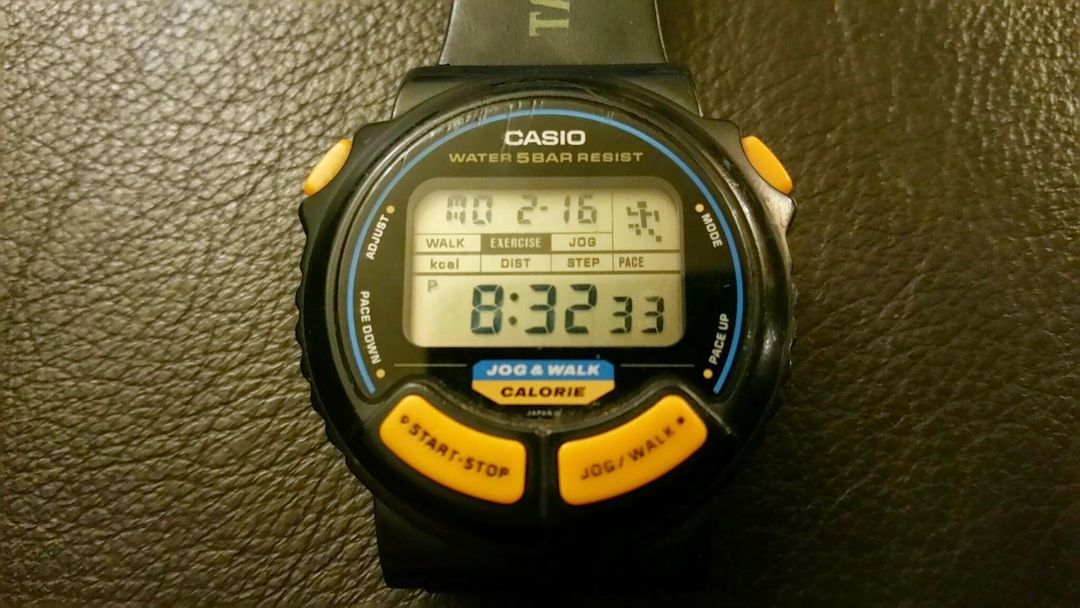 CASIO
WATER 5BAR RESIST
ADJUST
MODE
MO 2-16
WALK EXERCISE JOG
kcal DIST STEP PACE
P 8:32 33
PACE DOWN
PACE UP
JOG & WALK
CALORIE
JAPAN
START-STOP
JOG/WALK